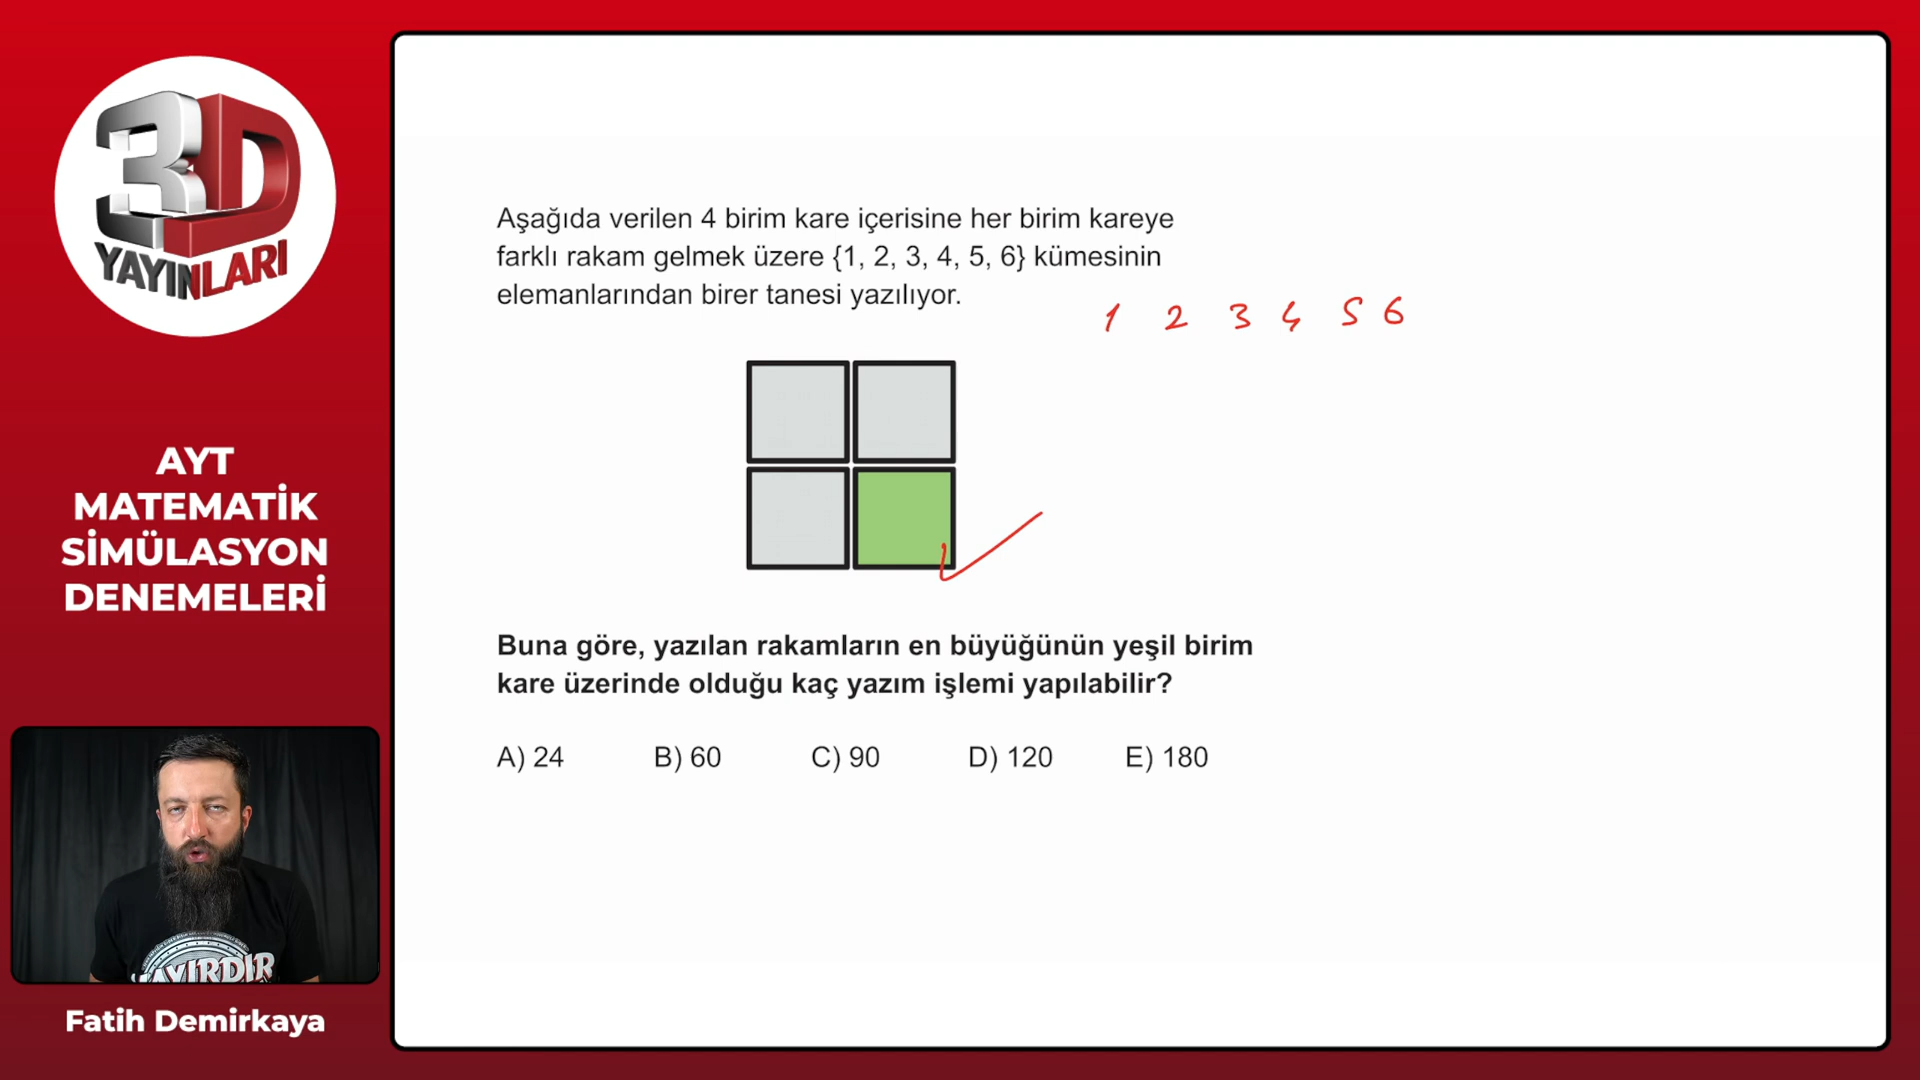 3D
YAYINLARI
AYT
MATEMATİK
SİMÜLASYON
DENEMELERİ
Fatih Demirkaya
Aşağıda verilen 4 birim kare içerisine her birim kareye
farklı rakam gelmek üzere {1, 2, 3, 4, 5, 6} kümesinin
elemanlarından birer tanesi yazılıyor.
1 2 3 4 5 6
Buna göre, yazılan rakamların en büyüğünün yeşil birim
kare üzerinde olduğu kaç yazım işlemi yapılabilir?
A) 24 B) 60 C) 90 D) 120 E) 180